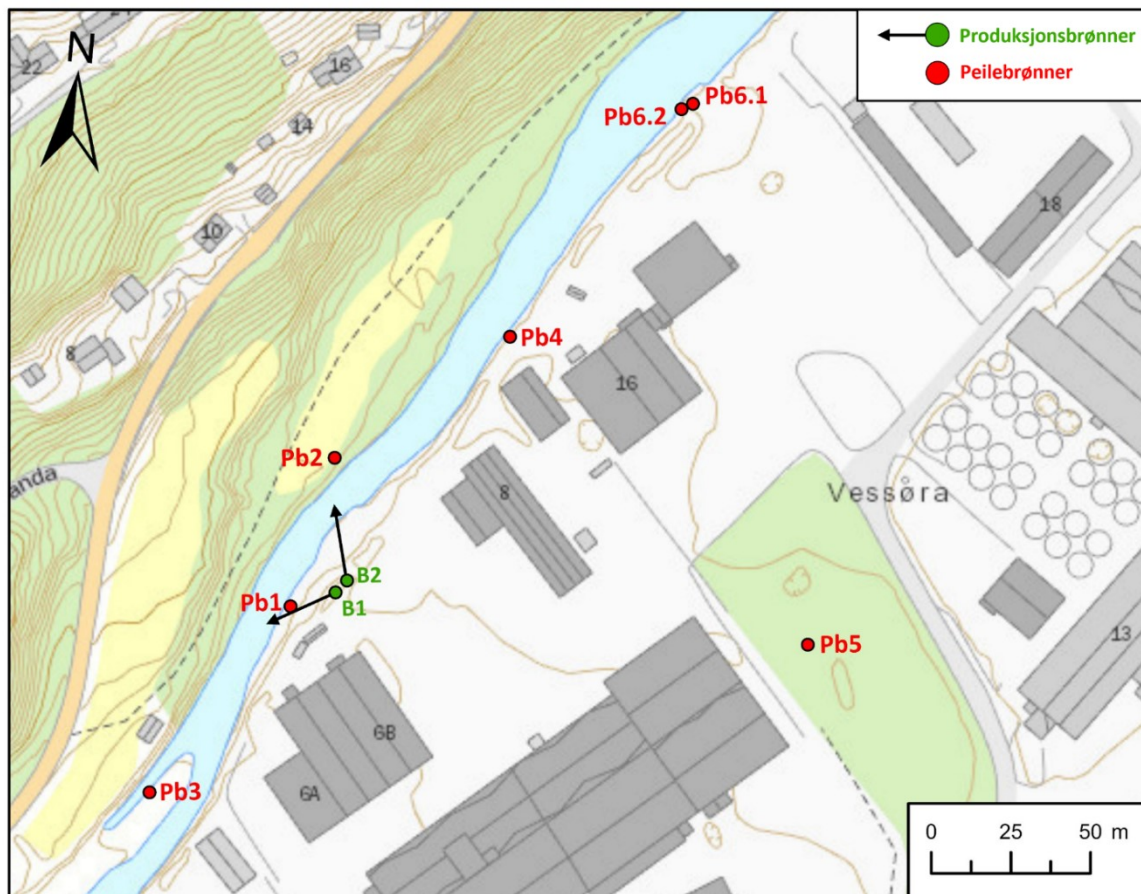 N
22
16
14
10
8
anda
Produksjonsbrønner
Peilebrønner
Pb6.1
Pb6.2
18
Pb4
16
Pb2
8
Vessøra
B2
Pb1
B1
13
Pb5
6B
6A
Pb3
0 25 50 m